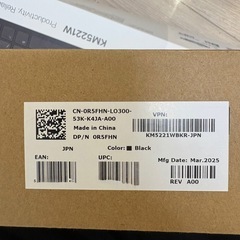 KM5221W
Productivity.
CN-0R5FHN-LO300-
53K-K4JA-A00
Made in China
DP/N 0R5FHN
VPN:
KM5221WBKR-JPN
JPN
Color: Black
EAN:
UPC:
Mfg Date: Mar.2025
REV A00